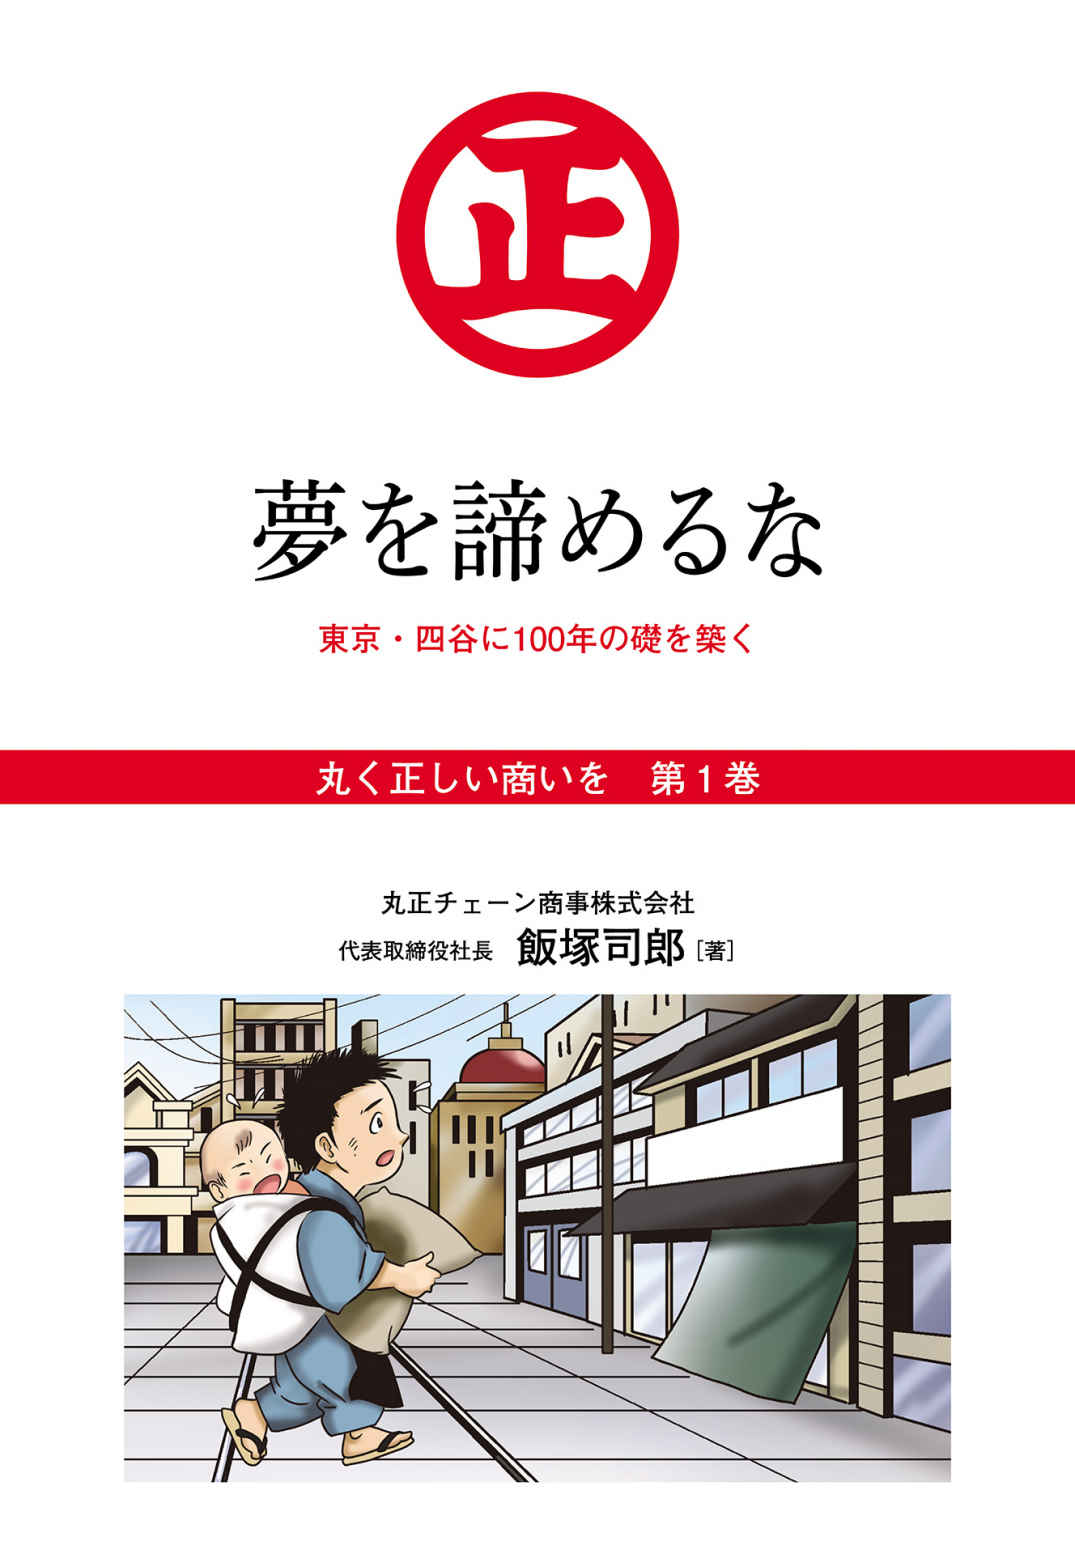 正
夢を諦めるな
東京・四谷に100年の礎を築く
丸く正しい商いを　第1巻
丸正チェーン商事株式会社
代表取締役社長　飯塚司郎［著］